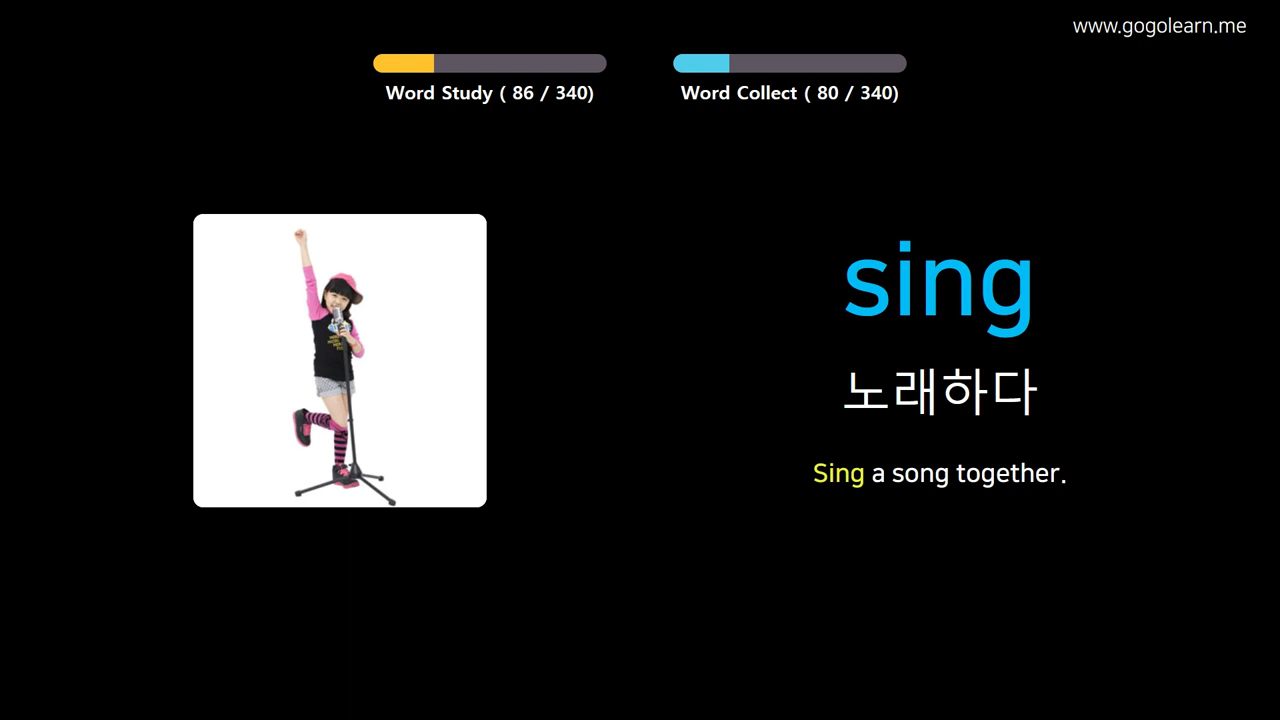 www.gogolearn.me
Word Study ( 86 / 340)
Word Collect ( 80 / 340)
sing
노래하다
Sing a song together.